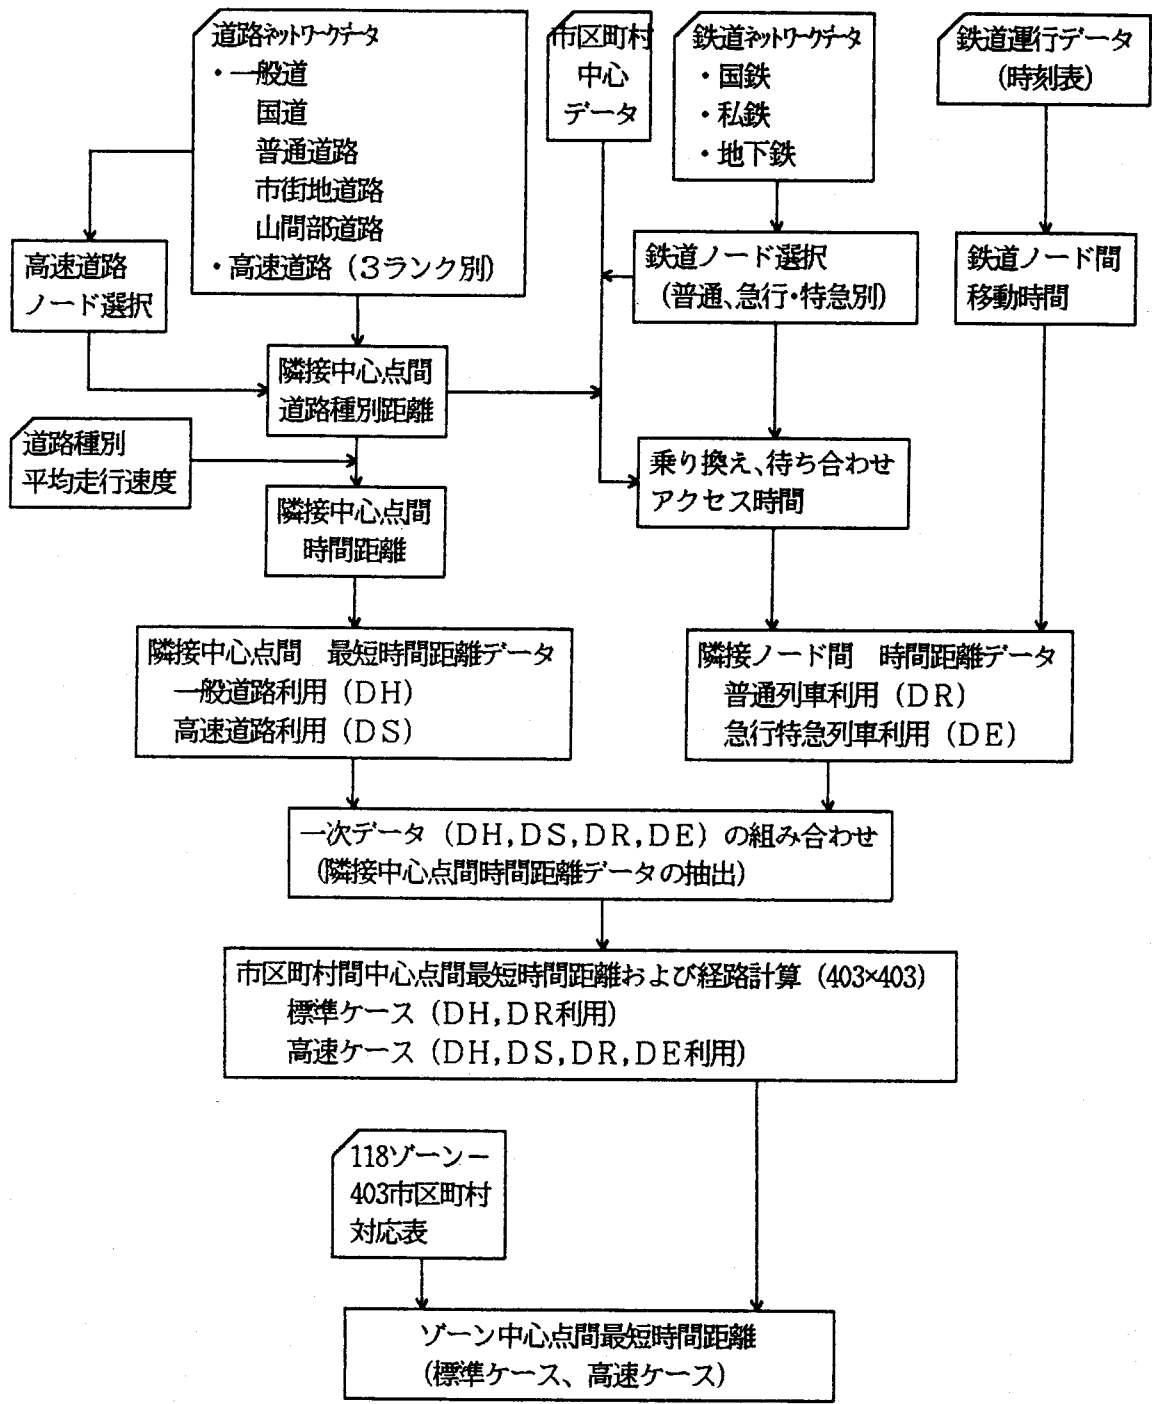 道路ネットワークデータ
・一般道
国道
普通道路
市街地道路
山間部道路
・高速道路（3ランク別）
市区町村
中心
データ
鉄道ネットワークデータ
・国鉄
・私鉄
・地下鉄
鉄道運行データ
（時刻表）
高速道路
ノード選択
鉄道ノード選択
（普通、急行・特急別）
鉄道ノード間
移動時間
隣接中心点間
道路種別距離
道路種別
平均走行速度
乗り換え、待ち合わせ
アクセス時間
隣接中心点間
時間距離
隣接中心点間　最短時間距離データ
一般道路利用（DH）
高速道路利用（DS）
隣接ノード間　時間距離データ
普通列車利用（DR）
急行特急列車利用（DE）
一次データ（DH,DS,DR,DE）の組み合わせ
（隣接中心点間時間距離データの抽出）
市区町村間中心点間最短時間距離および経路計算（403×403）
標準ケース（DH,DR利用）
高速ケース（DH,DS,DR,DE利用）
118ゾーン－
403市区町村
対応表
ゾーン中心点間最短時間距離
（標準ケース、高速ケース）